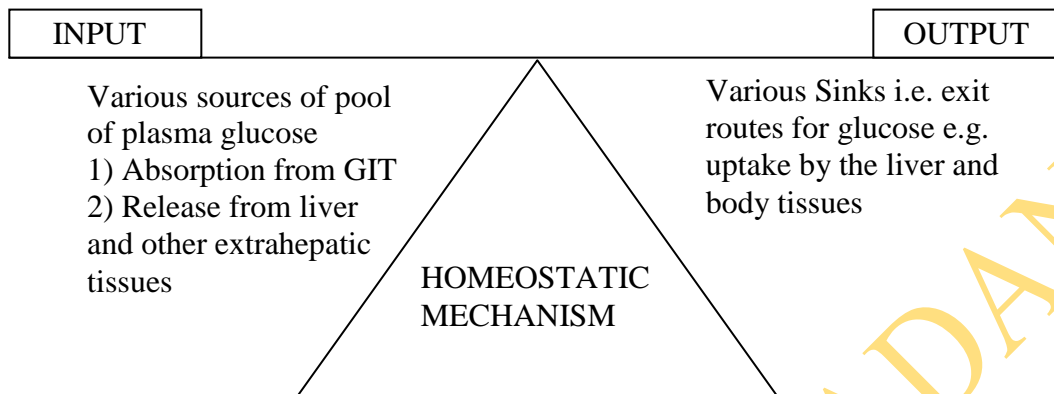 INPUT
OUTPUT
Various sources of pool
of plasma glucose
1) Absorption from GIT
2) Release from liver
and other extrahepatic
tissues
Various Sinks i.e. exit
routes for glucose e.g.
uptake by the liver and
body tissues
HOMEOSTATIC
MECHANISM
DAN